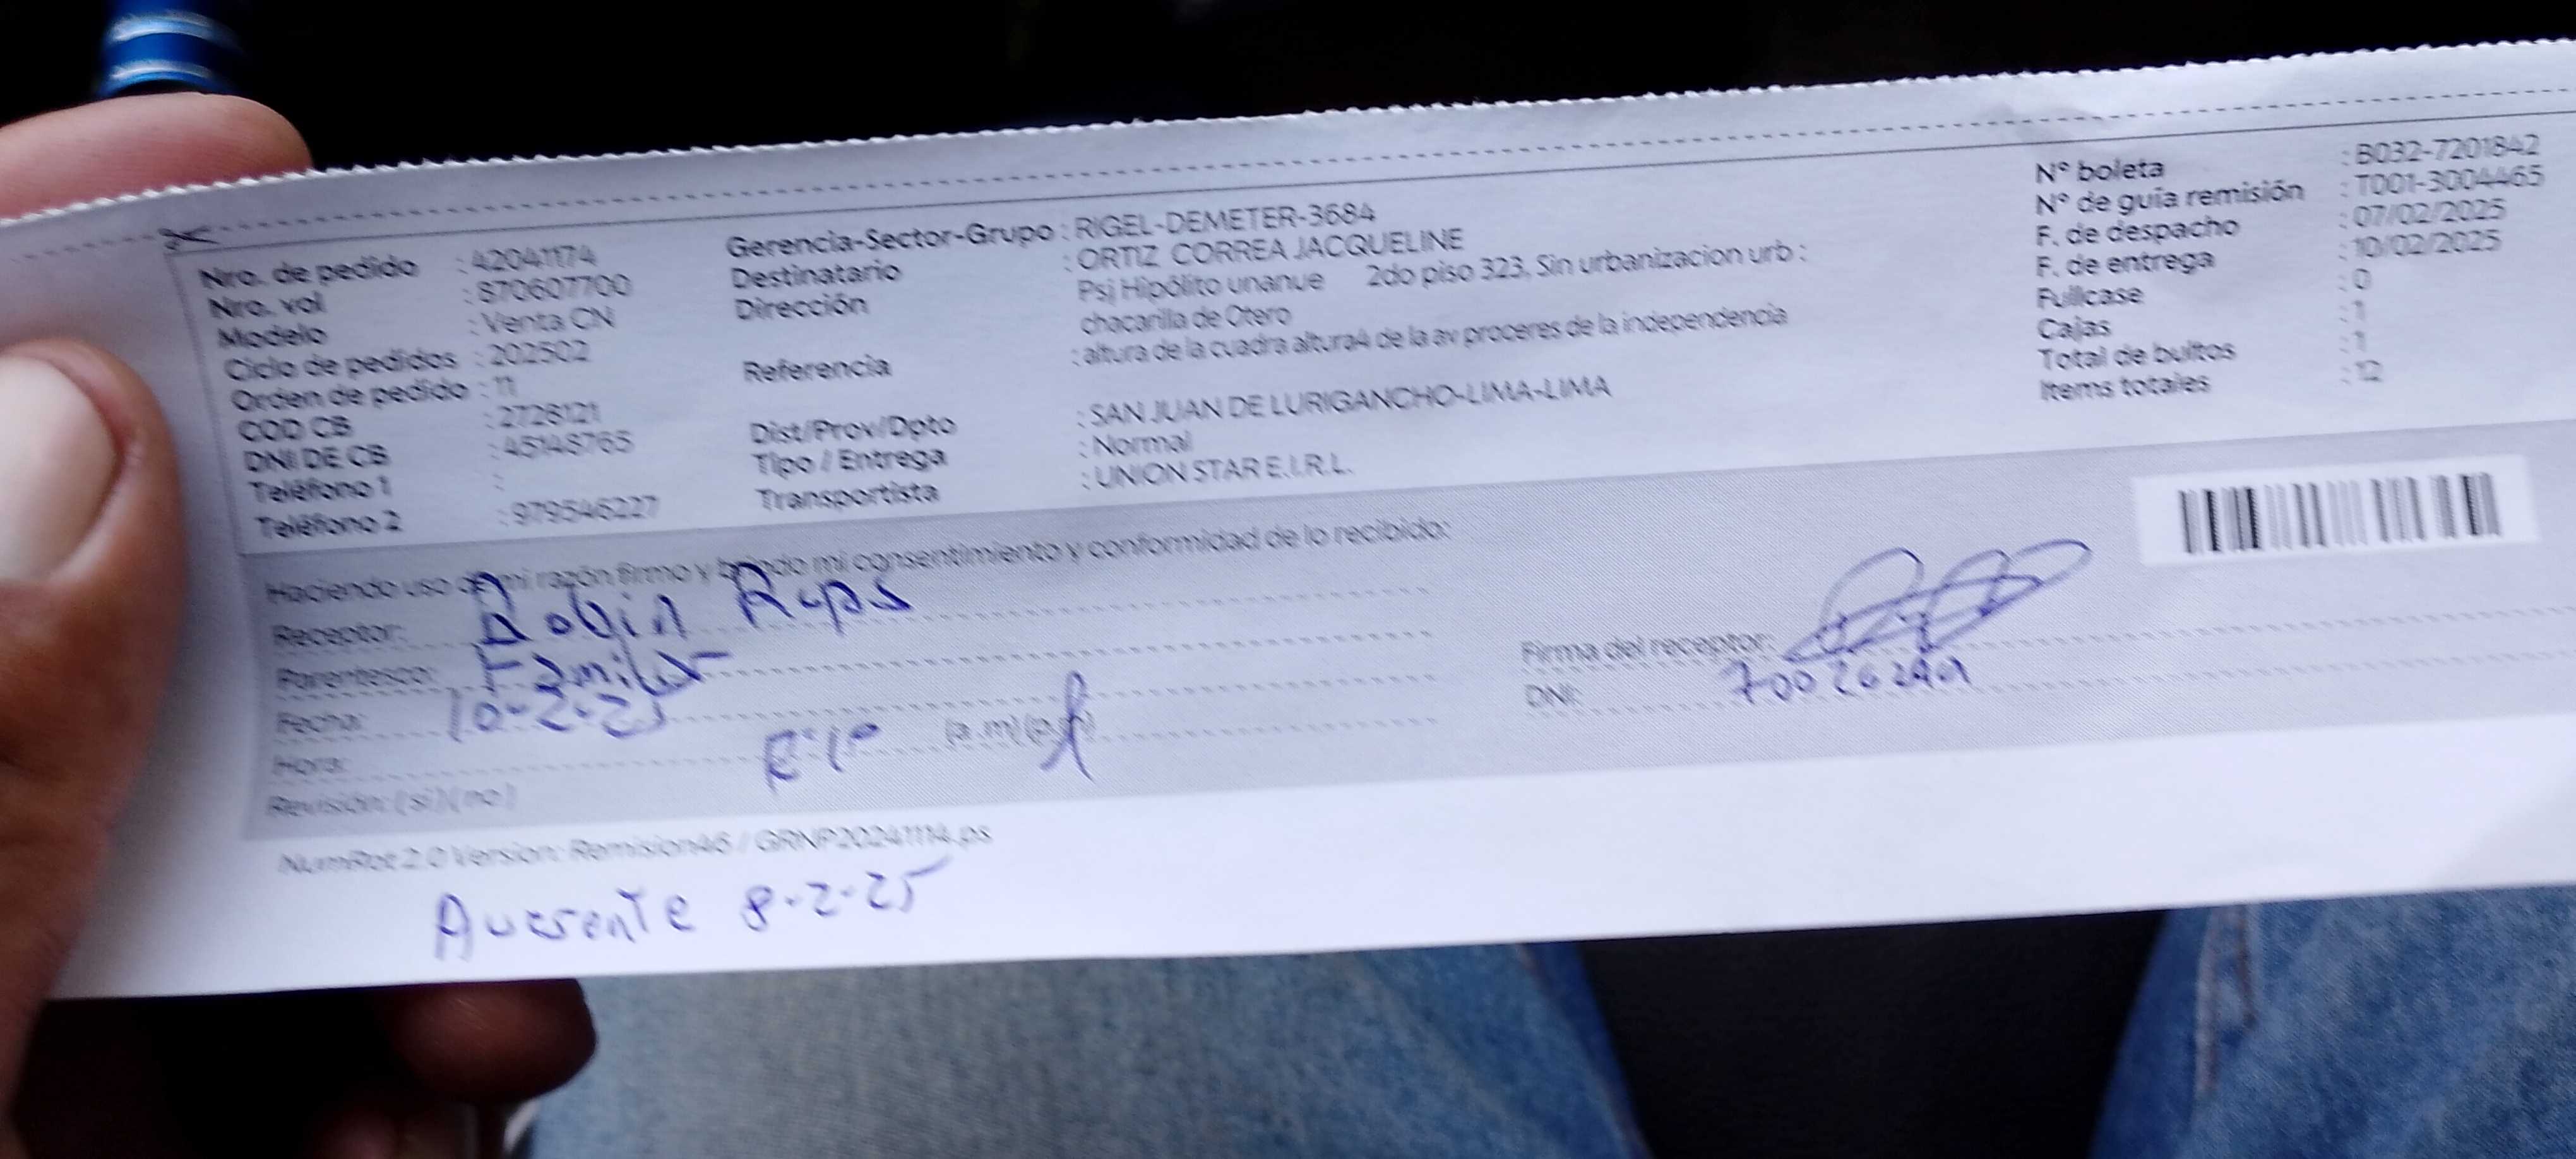 Nro. de pedido : 42041174
Nro. vol : 870607700
Modelo : Venta CN
Ciclo de pedidos : 202502
Orden de pedido : 11
COD CB : 2728121
DNI DE CB : 45148765
Teléfono 1 :
Teléfono 2 : 979546227
Gerencia-Sector-Grupo : RIGEL-DEMETER-3684
Destinatario : ORTIZ CORREA JACQUELINE
Dirección Psj Hipólito unanue 2do piso 323, Sin urbanizacion urb :
chacarilla de Otero
Referencia : altura de la cuadra altura4 de la av proceres de la independencia
Dist/Prov/Dpto : SAN JUAN DE LURIGANCHO-LIMA-LIMA
Tipo / Entrega : Normal
Transportista : UNION STAR E.I.R.L.
N° boleta : B032-7201842
N° de guía remisión : T001-3004465
F. de despacho : 07/02/2025
F. de entrega : 10/02/2025
Fullcase : 0
Cajas : 1
Total de bultos : 1
Items totales : 12
Haciendo uso de mi razón firmo y brindo mi consentimiento y conformidad de lo recibido:
Receptor:
Parentesco: Familiar
Fecha: 10-2-25
Hora: (a.m) (p.m)
Revisión: ( si ) ( no )
Firma del receptor:
DNI:
NumRot 2.0 Version: Remision46 / GRNP20241114.ps
Auesente 8-2-25